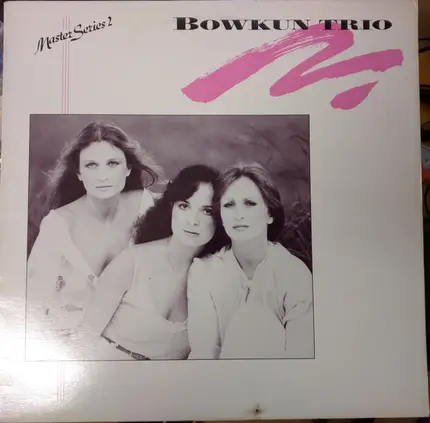 Master Series 2
BOWKUN TRIO